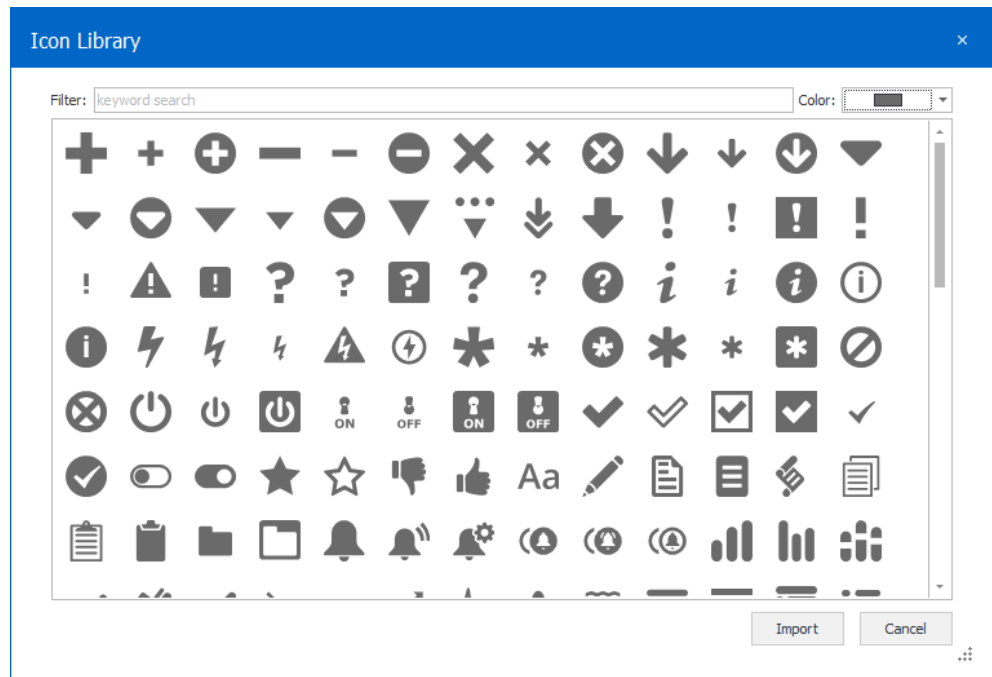 Icon Library
Filter: keyword search Color:
ON OFF ON OFF
Aa
Import Cancel